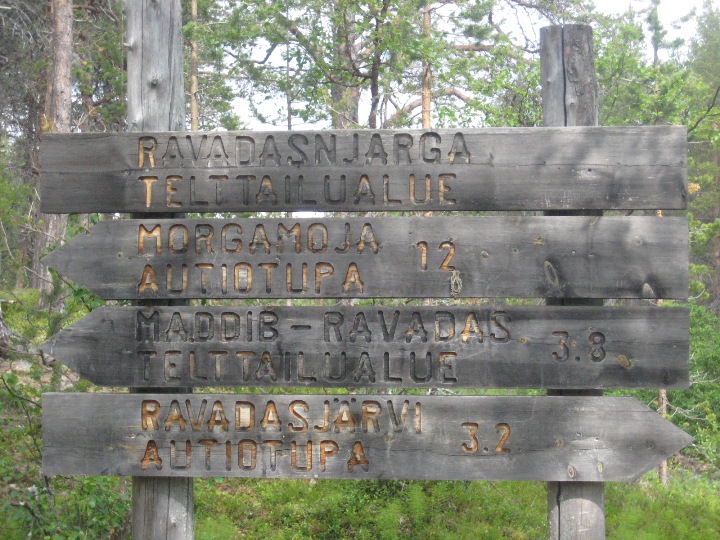 RAVADASNJARGA
TELTTAILUALUE
MORGAMOJA 12
AUTIOTUPA
MADDIB-RAVADAS 3.8
TELTTAILUALUE
RAVADASJÄRVI 3.2
AUTIOTUPA